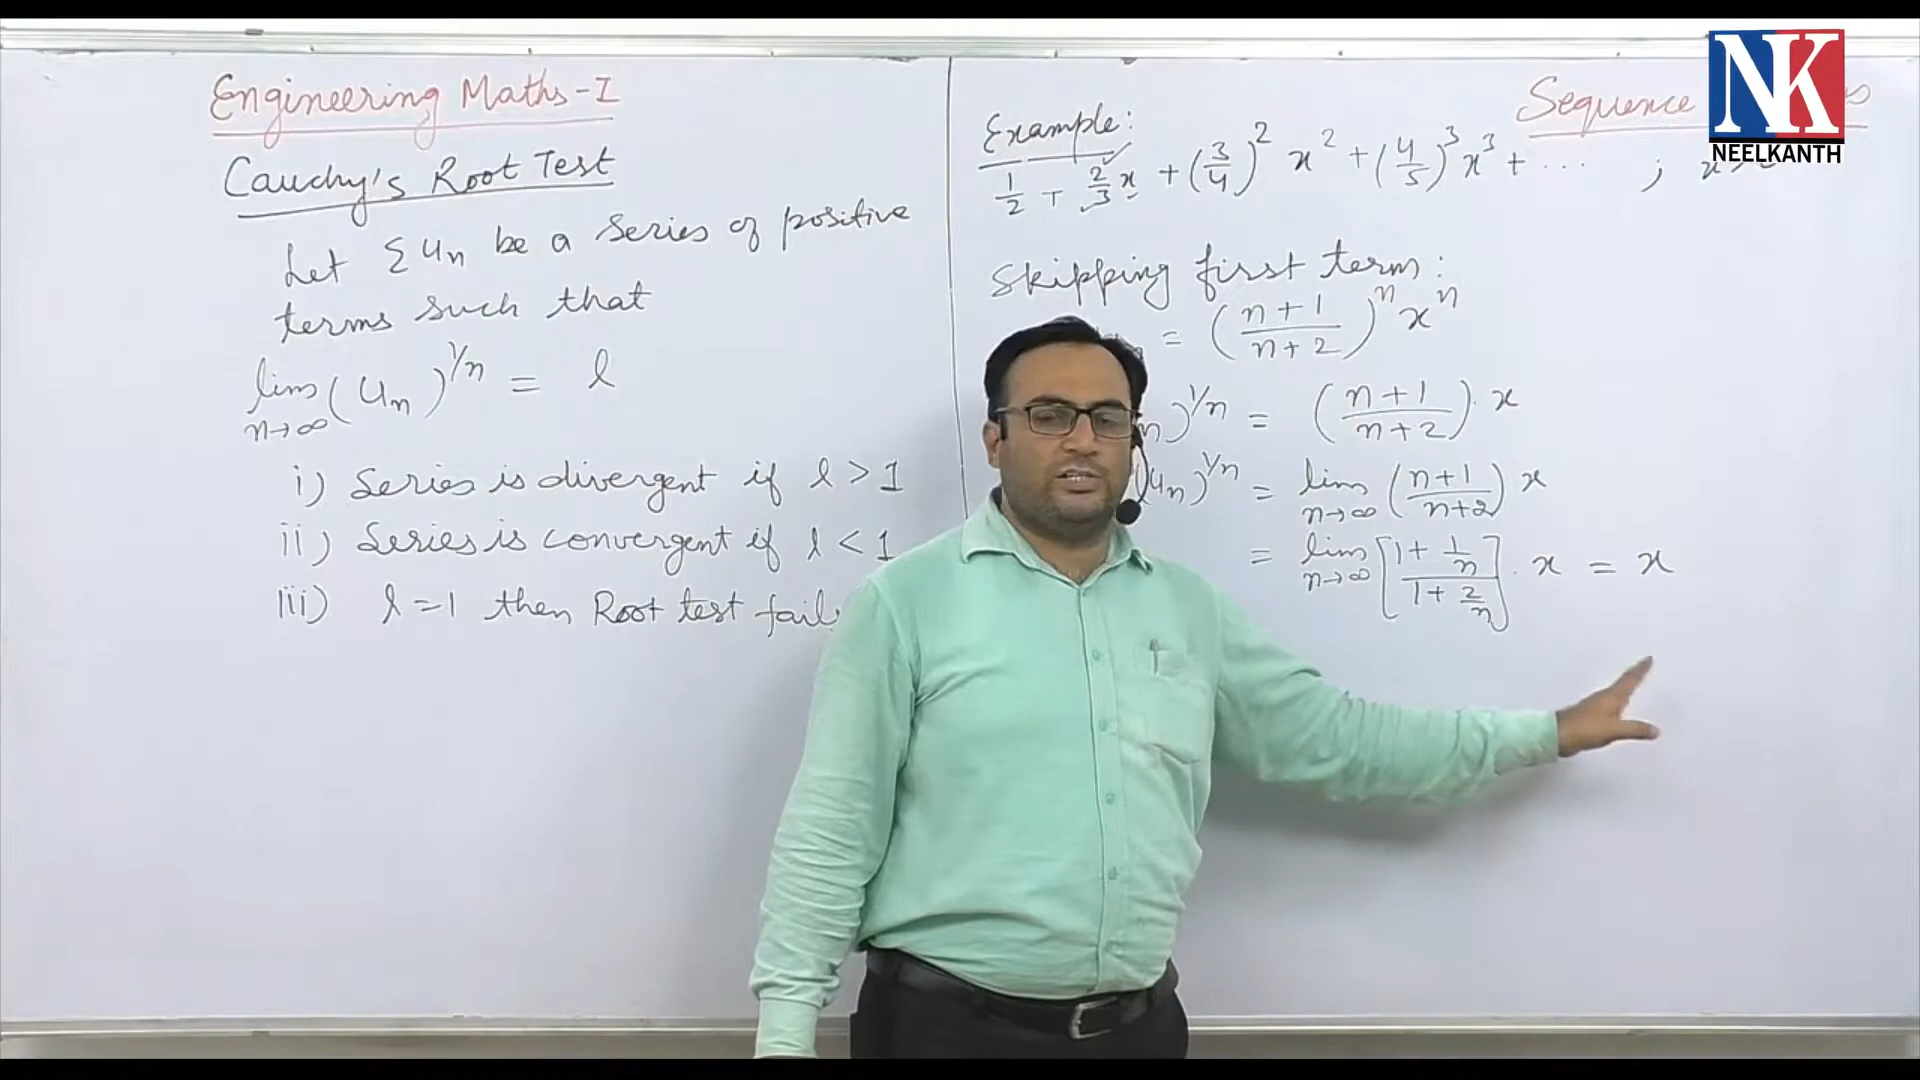 Engineering Maths-I
Cauchy's Root Test
Let Σ un be a series of positive
terms such that
lim n→∞ (un)^1/n = l
i) Series is divergent if l > 1
ii) Series is convergent if l < 1
iii) l = 1 then Root test fail
Sequence
NK
NEELKANTH
Example:
1/2 + 2/3 x + (3/4)^2 x^2 + (4/5)^3 x^3 + ... ; x >
Skipping first term:
= (n+1/n+2)^n x^n
n)^1/n = (n+1/n+2) . x
(un)^1/n = lim n→∞ (n+1/n+2) x
= lim n→∞ [1 + 1/n / 1 + 2/n] . x = x